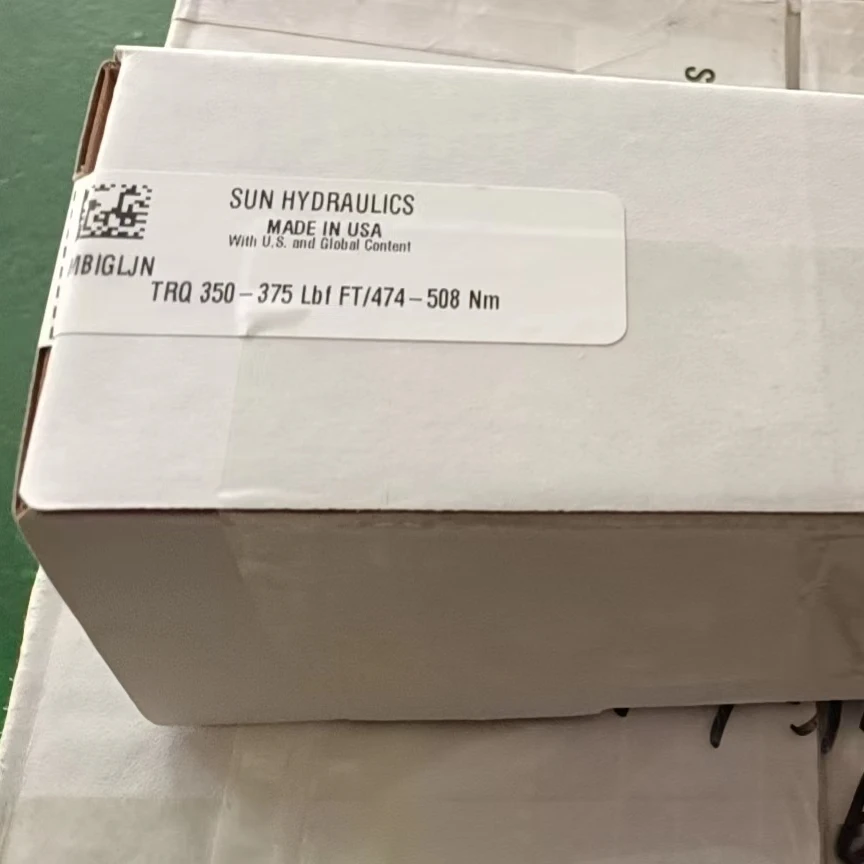 S
SUN HYDRAULICS
MADE IN USA
With U.S. and Global Content
MBIGLJN
TRQ 350-375 Lbf FT/474-508 Nm